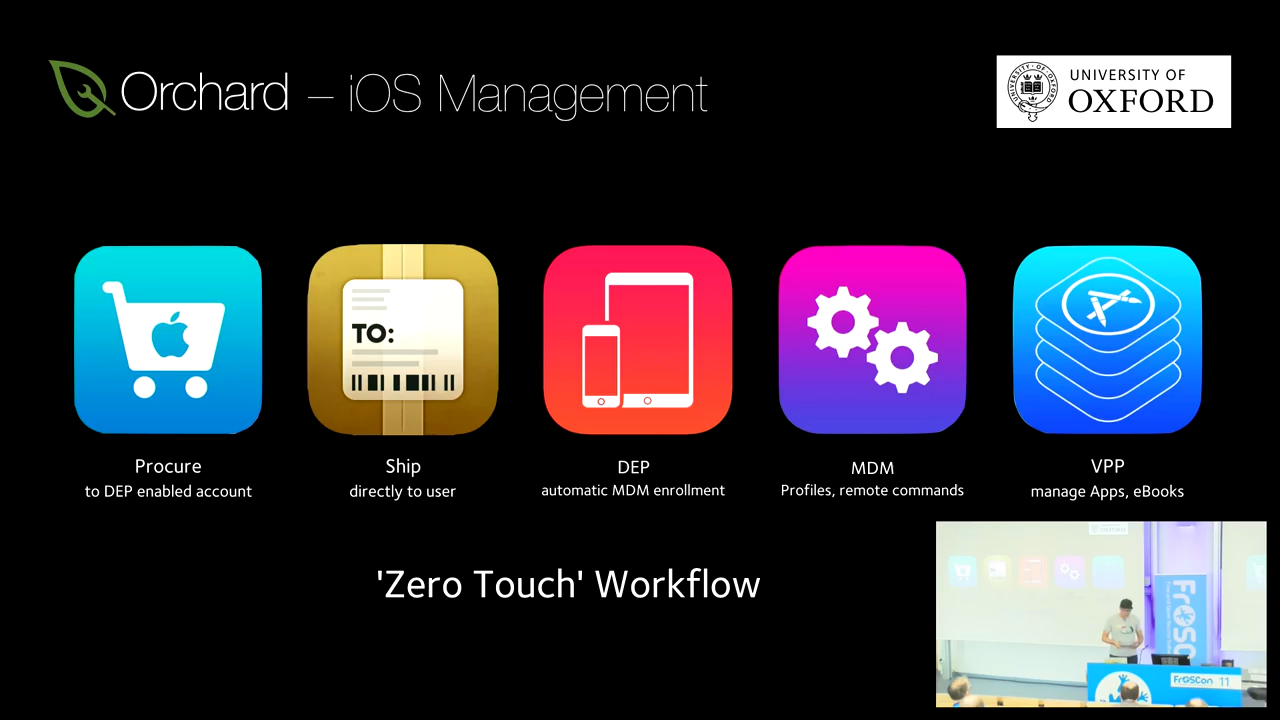 Orchard – iOS Management
UNIVERSITY OF
OXFORD
TO:
Procure
to DEP enabled account
Ship
directly to user
DEP
automatic MDM enrollment
MDM
Profiles, remote commands
VPP
manage Apps, eBooks
'Zero Touch' Workflow
FrOSC
FrOSCon 11